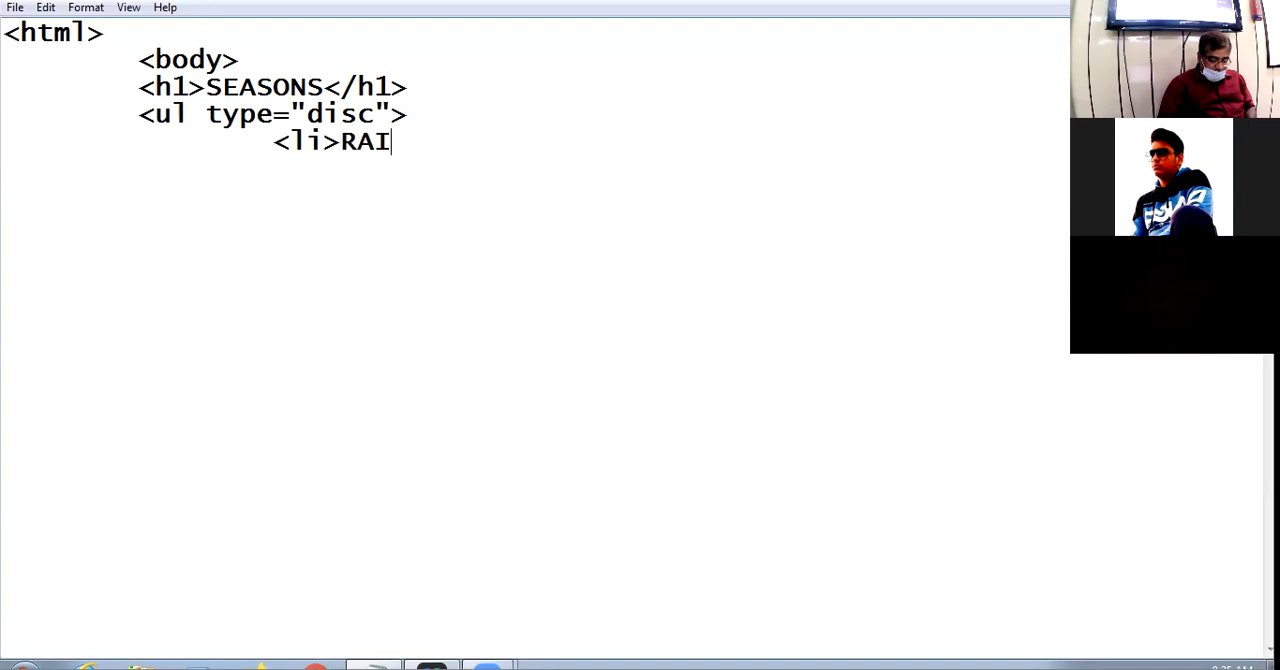 File Edit Format View Help
<html>
<body>
<h1>SEASONS</h1>
<ul type="disc">
<li>RAI